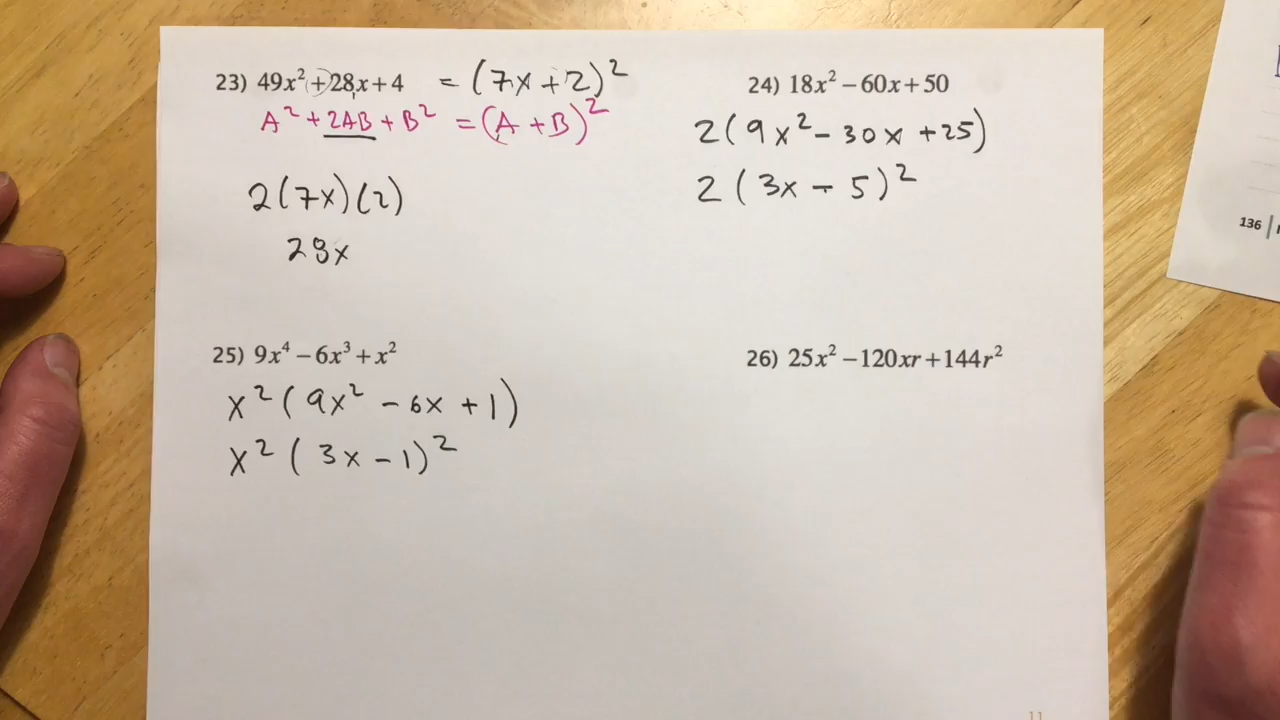 23) 49x² + 28x + 4 = (7x + 2)²
A² + 2AB + B² = (A + B)²
2(7x)(2)
28x
24) 18x² – 60x + 50
2(9x² – 30x + 25)
2(3x – 5)²
25) 9x⁴ – 6x³ + x²
x²(9x² – 6x + 1)
x²(3x – 1)²
26) 25x² – 120xr + 144r²
136
11